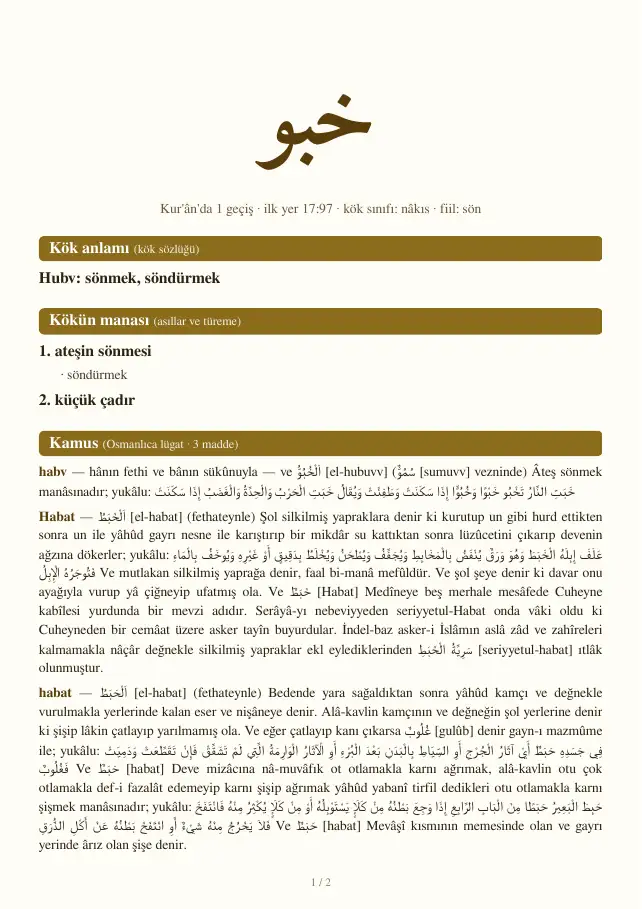 خبو
Kur'ân'da 1 geçiş · ilk yer 17:97 · kök sınıfı: nâkıs · fiil: sön
Kök anlamı (kök sözlüğü)
Hubv: sönmek, söndürmek
Kökün manası (asıllar ve türeme)
1. ateşin sönmesi
· söndürmek
2. küçük çadır
Kamus (Osmanlıca lügat · 3 madde)
habv — hânın fethi ve bânın sükûnuyla — ve اَلْخُبُوُّ [el-hubuvv] (سُمُوٌّ [sumuvv] vezninde) Âteş sönmek
manâsınadır; yukâlu: خَبَتِ النَّارُ تَخْبُو خَبْوًا وَخُبُوًّا إِذَا سَكَنَتْ وَطَفِئَتْ وَيُقَالُ خَبَتِ الْحَرْبُ وَالْحِدَّةُ وَالْغَضَبُ إِذَا سَكَنَتْ
Habat — اَلْخَبَطُ [el-habat] (fethateynle) Şol silkilmiş yapraklara denir ki kurutup un gibi hurd ettikten
sonra un ile yâhûd gayrı nesne ile karıştırıp bir mikdâr su kattıktan sonra lüzûcetini çıkarıp devenin
ağzına dökerler; yukâlu: عَلَفَ إِبِلَهُ الْخَبَطَ وَهُوَ وَرَقٌ يُنْفَضُ بِالْمَخَابِطِ وَيُجَفَّفُ وَيُطْحَنُ وَيُخْلَطُ بِدَقِيقٍ أَوْ غَيْرِهِ وَيُوخَفُ بِالْمَاءِ
فَتُوجَرُهُ الْإِبِلُ Ve mutlakan silkilmiş yaprağa denir, faal bi-manâ mefûldür. Ve şol şeye denir ki davar onu
ayağıyla vurup yâ çiğneyip ufatmış ola. Ve خَبَطٌ [Habat] Medîneye beş merhale mesâfede Cuheyne
kabîlesi yurdunda bir mevzi adıdır. Serâyâ-yı nebeviyyeden seriyyetul-Habat onda vâki oldu ki
Cuheyneden bir cemâat üzere asker tayîn buyurdular. İndel-baz asker-i İslâmın aslâ zâd ve zahîreleri
kalmamakla nâçâr değnekle silkilmiş yapraklar ekl eylediklerinden سَرِيَّةُ الْخَبَطِ [seriyyetul-habat] ıtlâk
olunmuştur.
habat — اَلْحَبَطُ [el-habat] (fethateynle) Bedende yara sağaldıktan sonra yâhûd kamçı ve değnekle
vurulmakla yerlerinde kalan eser ve nişâneye denir. Alâ-kavlin kamçının ve değneğin şol yerlerine denir
ki şişip lâkin çatlayıp yarılmamış ola. Ve eğer çatlayıp kanı çıkarsa عُلُوبٌ [gulûb] denir gayn-ı mazmûme
ile; yukâlu: فِي جَسَدِهِ حَبَطٌ أَيْ آثَارُ الْجُرْحِ أَوِ السِّيَاطِ بِالْبَدَنِ بَعْدَ الْبُرْءِ أَوِ الْآثَارُ الْوَارِمَةُ الَّتِي لَمْ تَشَقَّقْ فَإِنْ تَقَطَّعَتْ وَدَمِيَتْ
فَعُلُوبٌ Ve حَبَطٌ [habat] Deve mizâcına nâ-muvâfık ot otlamakla karnı ağrımak, alâ-kavlin otu çok
otlamakla def-i fazalât edemeyip karnı şişip ağrımak yâhûd yabanî tirfil dedikleri otu otlamakla karnı
şişmek manâsınadır; yukâlu: حَبِطَ الْبَعِيرُ حَبَطًا مِنَ الْبَابِ الرَّابِعِ إِذَا وَجِعَ بَطْنُهُ مِنْ كَلَإٍ يَسْتَوْبِلُهُ أَوْ مِنْ كَلَإٍ يُكْثِرُ مِنْهُ فَانْتَفَخَ
فَلَا يَخْرُجُ مِنْهُ شَيْءٌ أَوِ انْتَفَخَ بَطْنُهُ عَنْ أَكْلِ الذُّرَقِ Ve حَبَطٌ [habat] Mevâşî kısmının memesinde olan ve gayrı
yerinde ârız olan şişe denir.
1 / 2